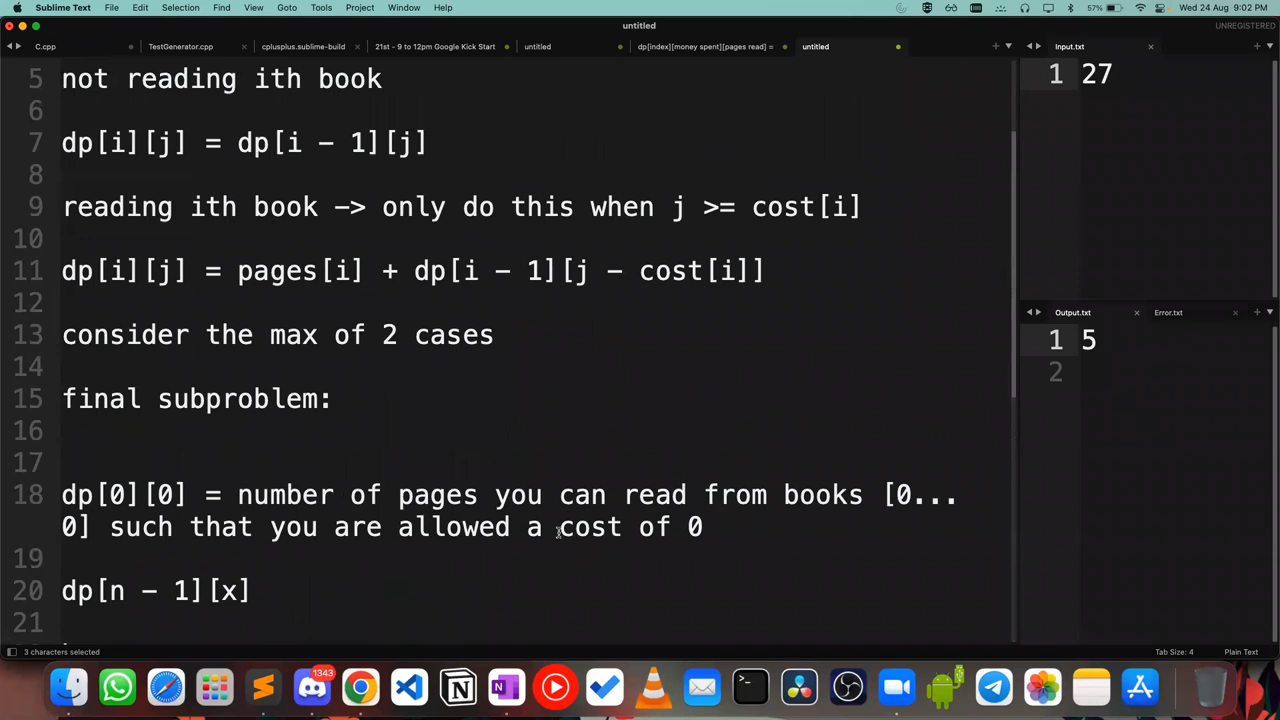 Sublime Text File Edit Selection Find View Goto Tools Project Window Help 57% Wed 24 Aug 9:02 PM
untitled UNREGISTERED
C.cpp TestGenerator.cpp cplusplus.sublime-build 21st - 9 to 12pm Google Kick Start untitled dp[index][money spent][pages read] = untitled Input.txt
5 not reading ith book
6
7 dp[i][j] = dp[i - 1][j]
8
9 reading ith book -> only do this when j >= cost[i]
10
11 dp[i][j] = pages[i] + dp[i - 1][j - cost[i]]
12
13 consider the max of 2 cases
14
15 final subproblem:
16
17
18 dp[0][0] = number of pages you can read from books [0...
0] such that you are allowed a cost of 0
19
20 dp[n - 1][x]
21
1 27
Output.txt Error.txt
1 5
2
3 characters selected Tab Size: 4 Plain Text
1343